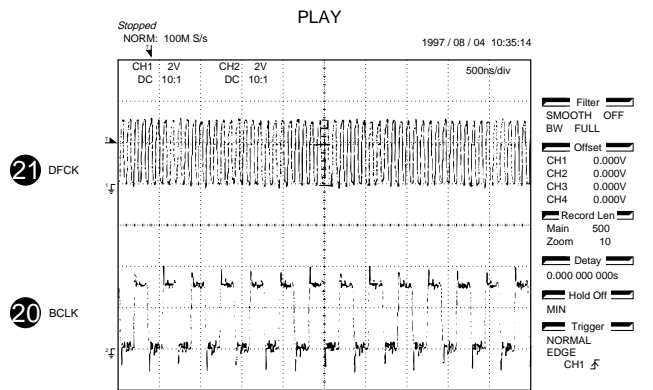 PLAY
Stopped
NORM: 100M S/s
1997 / 08 / 04 10:35:14
CH1 2V CH2 2V
DC 10:1 DC 10:1
500ns/div
21 DFCK
20 BCLK
Filter
SMOOTH OFF
BW FULL
Offset
CH1 0.000V
CH2 0.000V
CH3 0.000V
CH4 0.000V
Record Len
Main 500
Zoom 10
Detay
0.000 000 000s
Hold Off
MIN
Trigger
NORMAL
EDGE
CH1